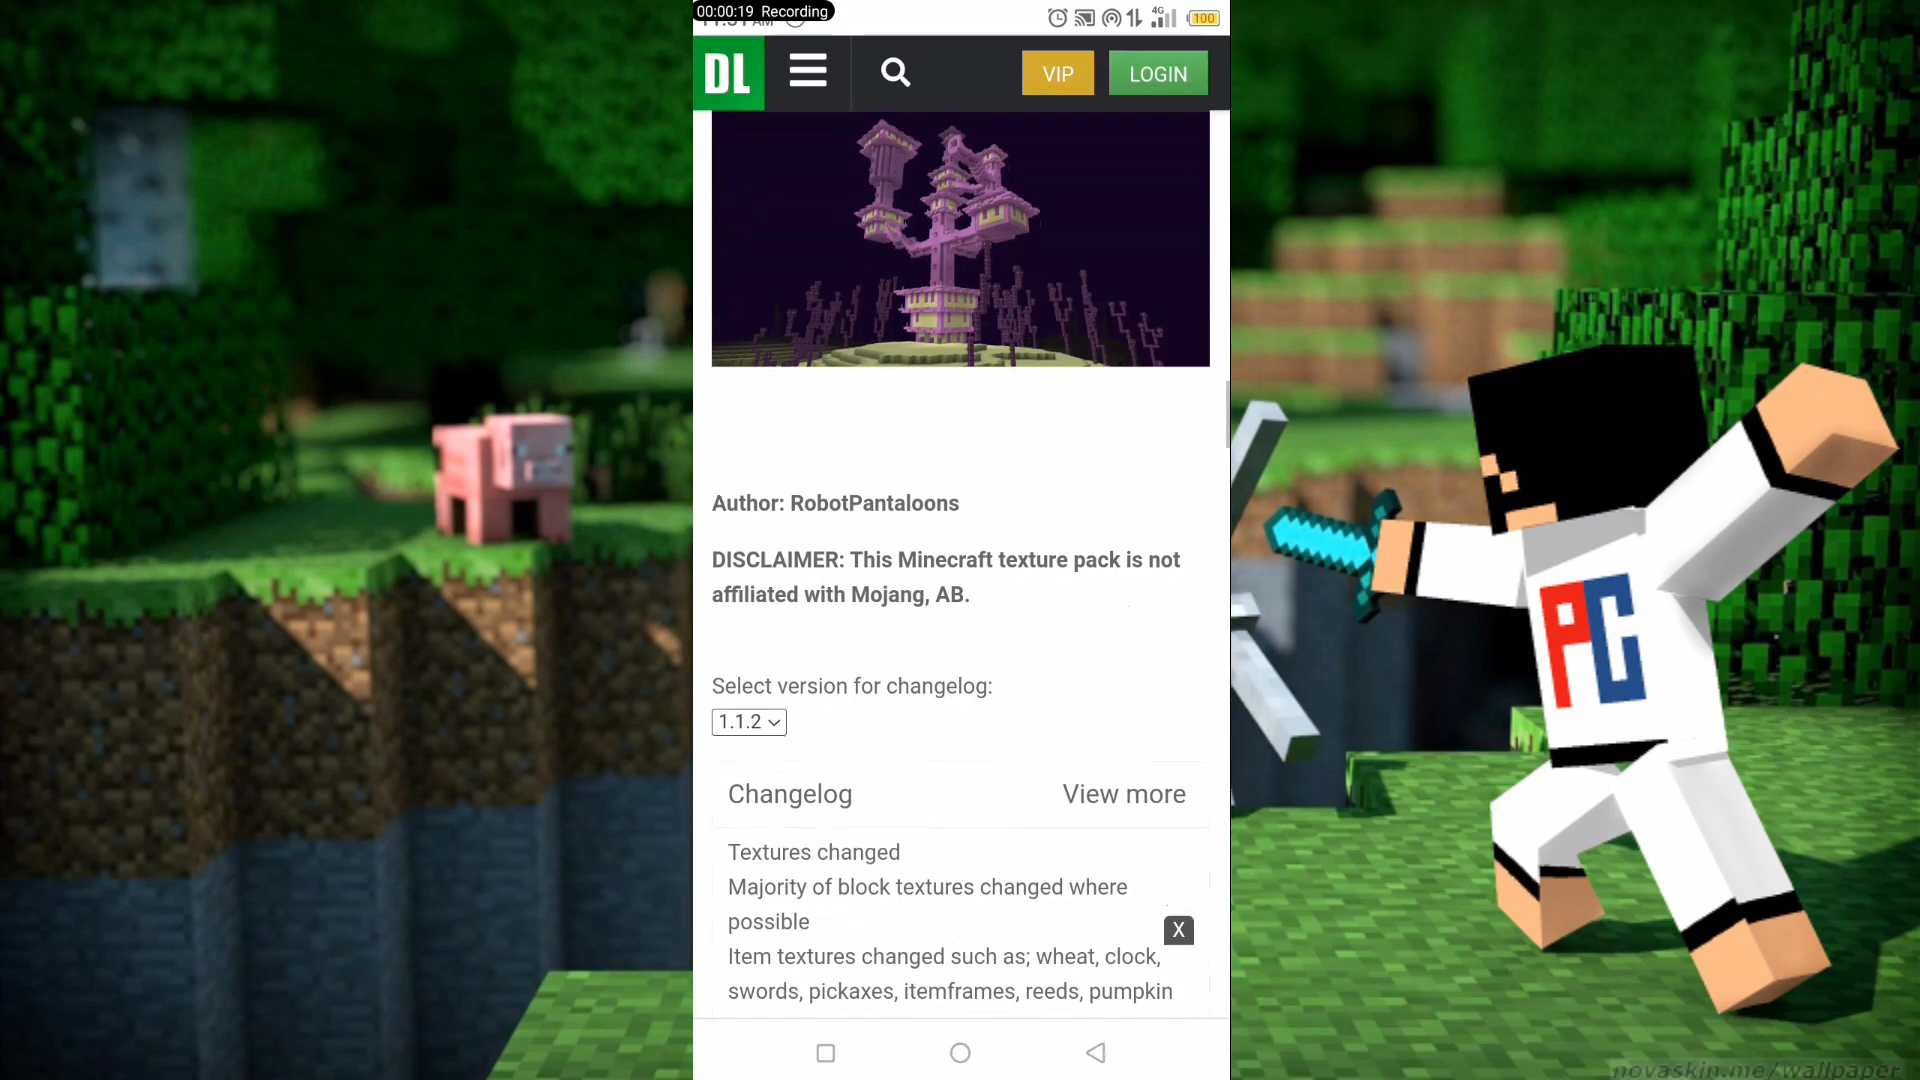 00:00:19 Recording
4G
100
DL
VIP
LOGIN
Author: RobotPantaloons
DISCLAIMER: This Minecraft texture pack is not
affiliated with Mojang, AB.
Select version for changelog:
1.1.2
Changelog
View more
Textures changed
Majority of block textures changed where
possible
X
Item textures changed such as; wheat, clock,
swords, pickaxes, itemframes, reeds, pumpkin
PC
novaskin.me/wallpaper